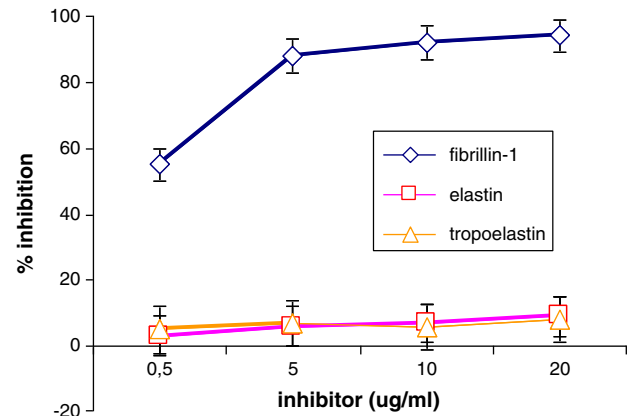 100
80
60
40
20
0
-20
% inhibition
fibrillin-1
elastin
tropoelastin
0,5 5 10 20
inhibitor (ug/ml)